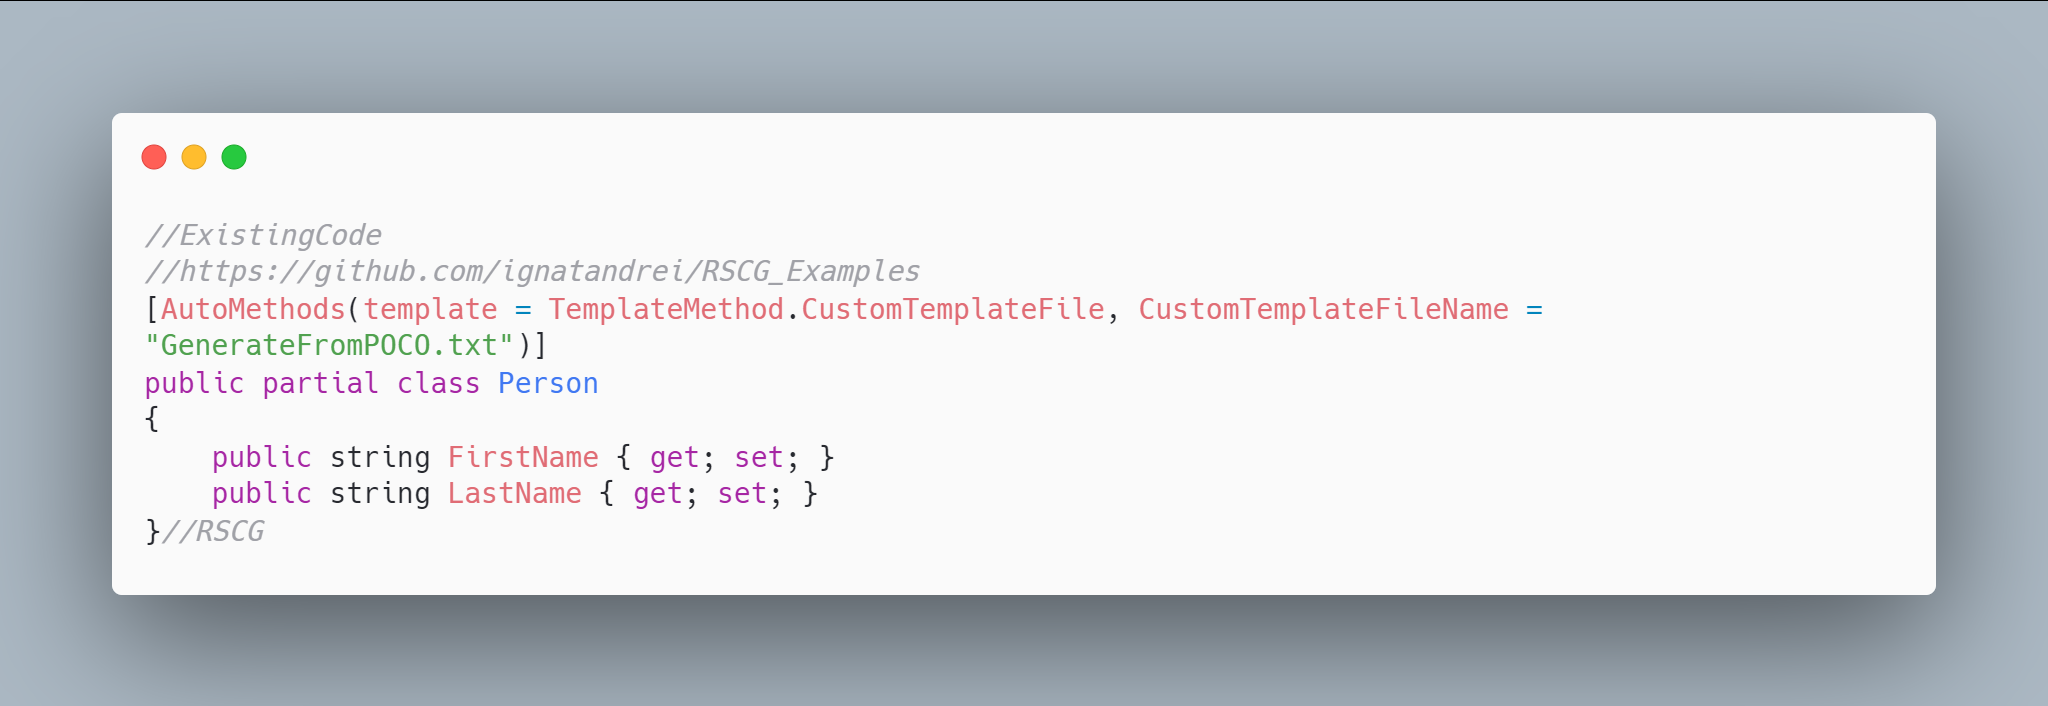 //ExistingCode
//https://github.com/ignatandrei/RSCG_Examples
[AutoMethods(template = TemplateMethod.CustomTemplateFile, CustomTemplateFileName =
"GenerateFromPOCO.txt")]
public partial class Person
{
    public string FirstName { get; set; }
    public string LastName { get; set; }
}//RSCG